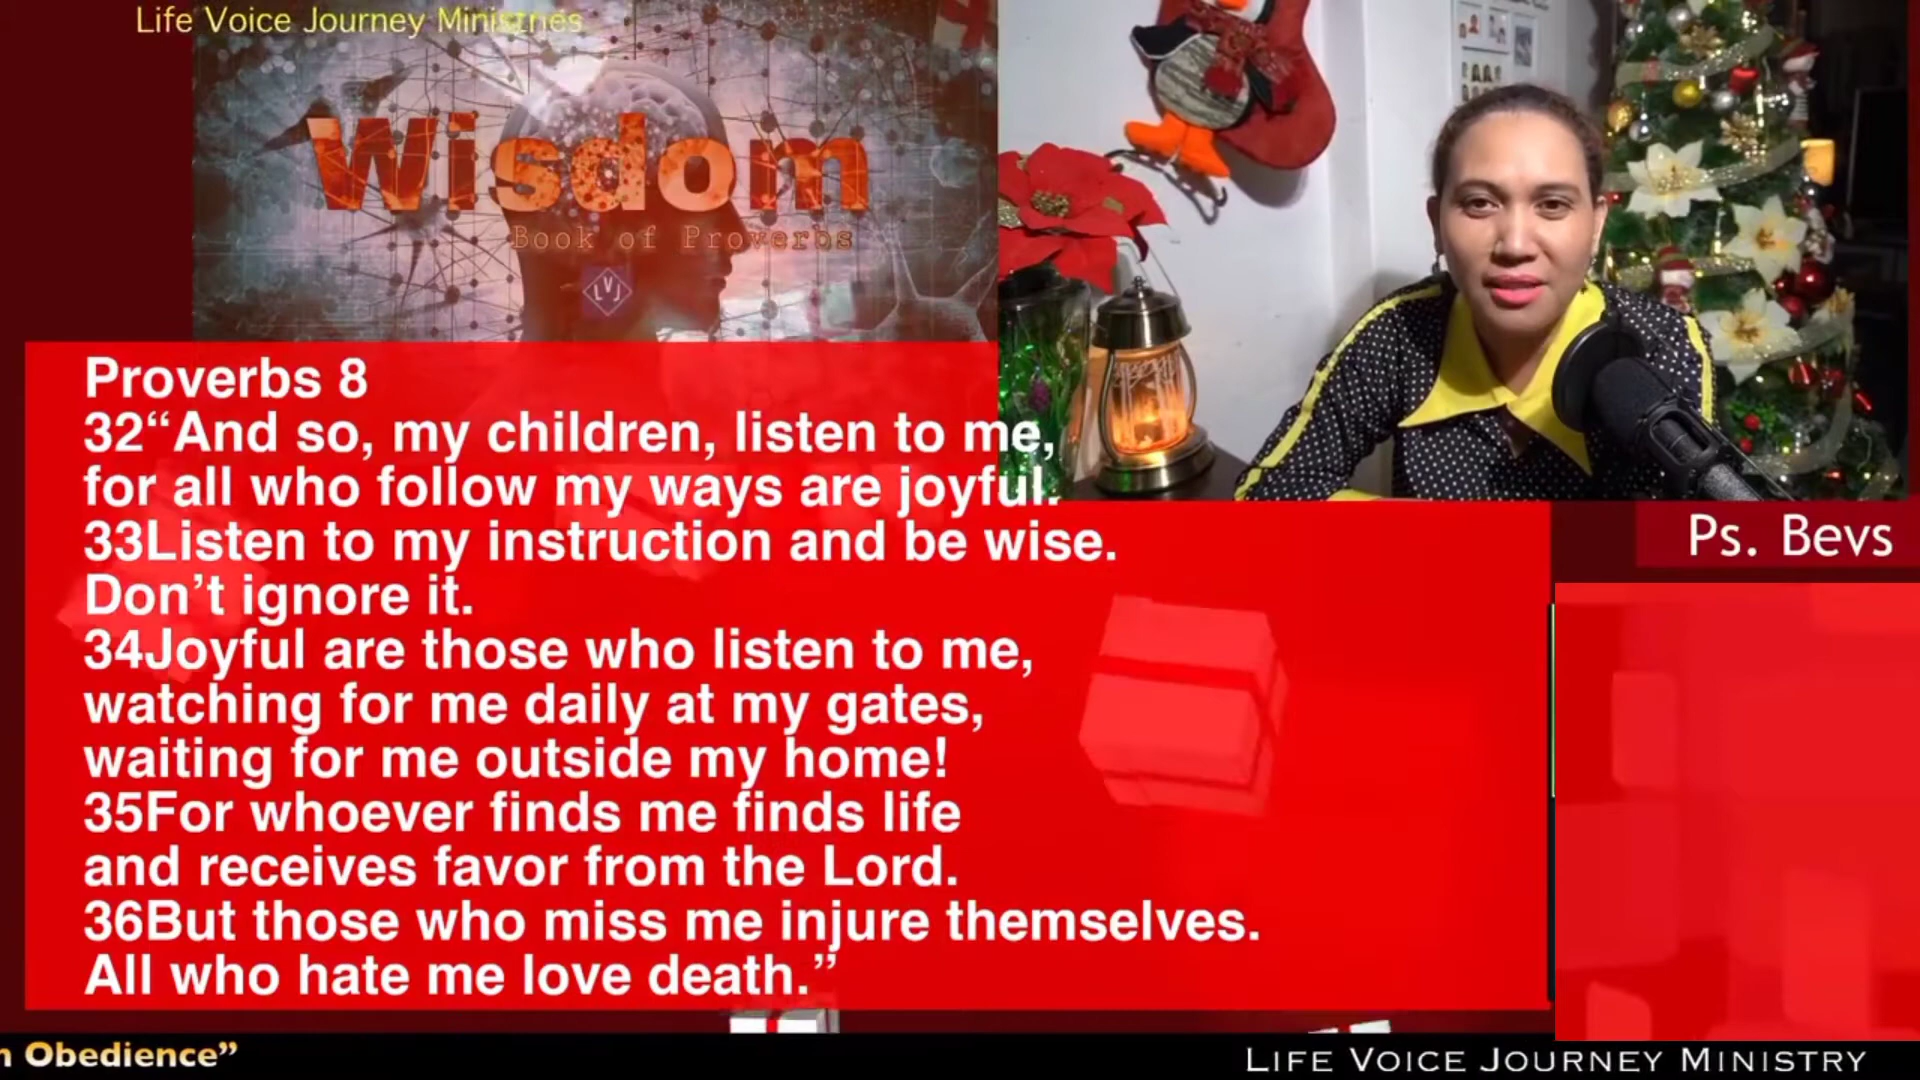 Life Voice Journey Ministries
Wisdom
Book of Proverbs
LVJ
Proverbs 8
32“And so, my children, listen to me,
for all who follow my ways are joyful.
33Listen to my instruction and be wise.
Don’t ignore it.
34Joyful are those who listen to me,
watching for me daily at my gates,
waiting for me outside my home!
35For whoever finds me finds life
and receives favor from the Lord.
36But those who miss me injure themselves.
All who hate me love death.”
Ps. Bevs
n Obedience”
LIFE VOICE JOURNEY MINISTRY